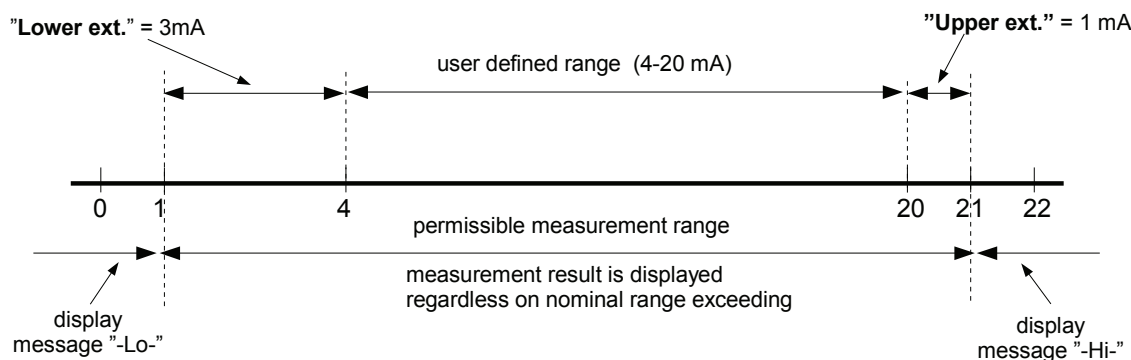 ”Lower ext.” = 3mA
”Upper ext.” = 1 mA
user defined range (4-20 mA)
0 1 4 20 21 22
permissible measurement range
measurement result is displayed
regardless on nominal range exceeding
display
message ”-Lo-”
display
message ”-Hi-”